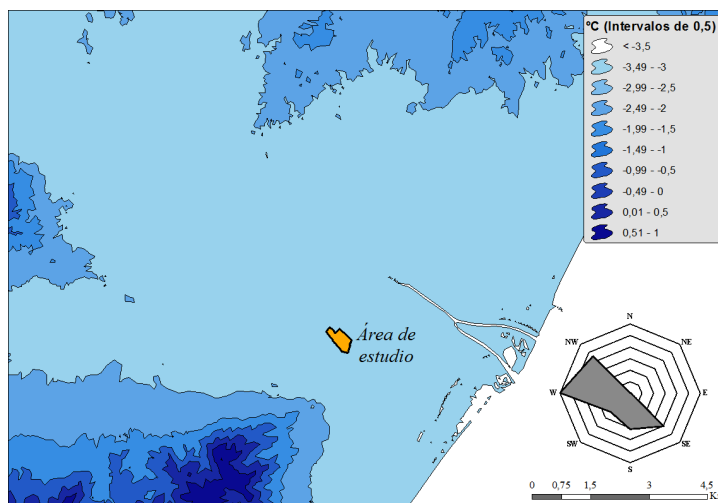 ºC (Intervalos de 0,5)
< -3,5
-3,49 - -3
-2,99 - -2,5
-2,49 - -2
-1,99 - -1,5
-1,49 - -1
-0,99 - -0,5
-0,49 - 0
0,01 - 0,5
0,51 - 1
Área de
estudio
N
NW
NE
W
E
SW
SE
S
0
0,75
1,5
3
4,5
K